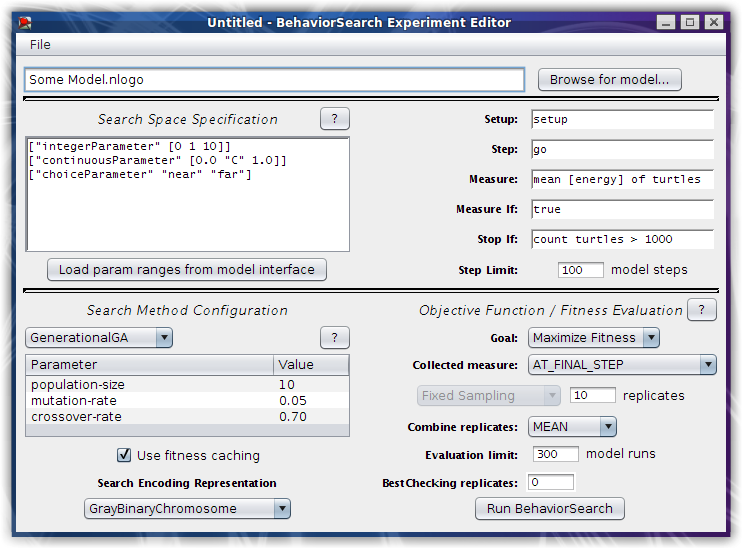 Untitled - BehaviorSearch Experiment Editor
File
Some Model.nlogo
Browse for model...
Search Space Specification
?
["integerParameter" [0 1 10]]
["continuousParameter" [0.0 "C" 1.0]]
["choiceParameter" "near" "far"]
Load param ranges from model interface
Setup: setup
Step: go
Measure: mean [energy] of turtles
Measure If: true
Stop If: count turtles > 1000
Step Limit: 100 model steps
Search Method Configuration
GenerationalGA
?
Parameter Value
population-size 10
mutation-rate 0.05
crossover-rate 0.70
Use fitness caching
Search Encoding Representation
GrayBinaryChromosome
Objective Function / Fitness Evaluation ?
Goal: Maximize Fitness
Collected measure: AT_FINAL_STEP
Fixed Sampling 10 replicates
Combine replicates: MEAN
Evaluation limit: 300 model runs
BestChecking replicates: 0
Run BehaviorSearch